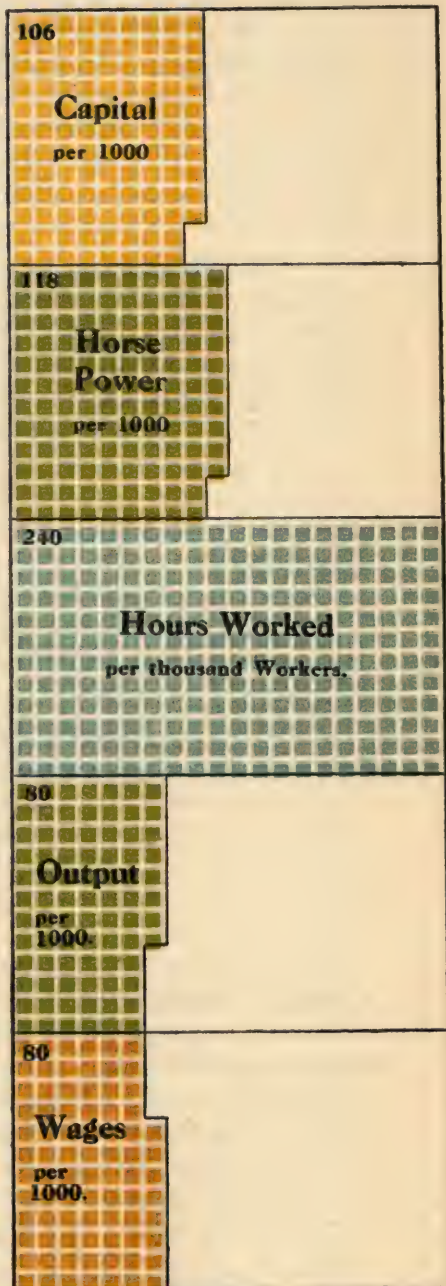 106
Capital
per 1000
118
Horse
Power
per 1000
240
Hours Worked
per thousand Workers.
80
Output
per
1000.
80
Wages
per
1000.